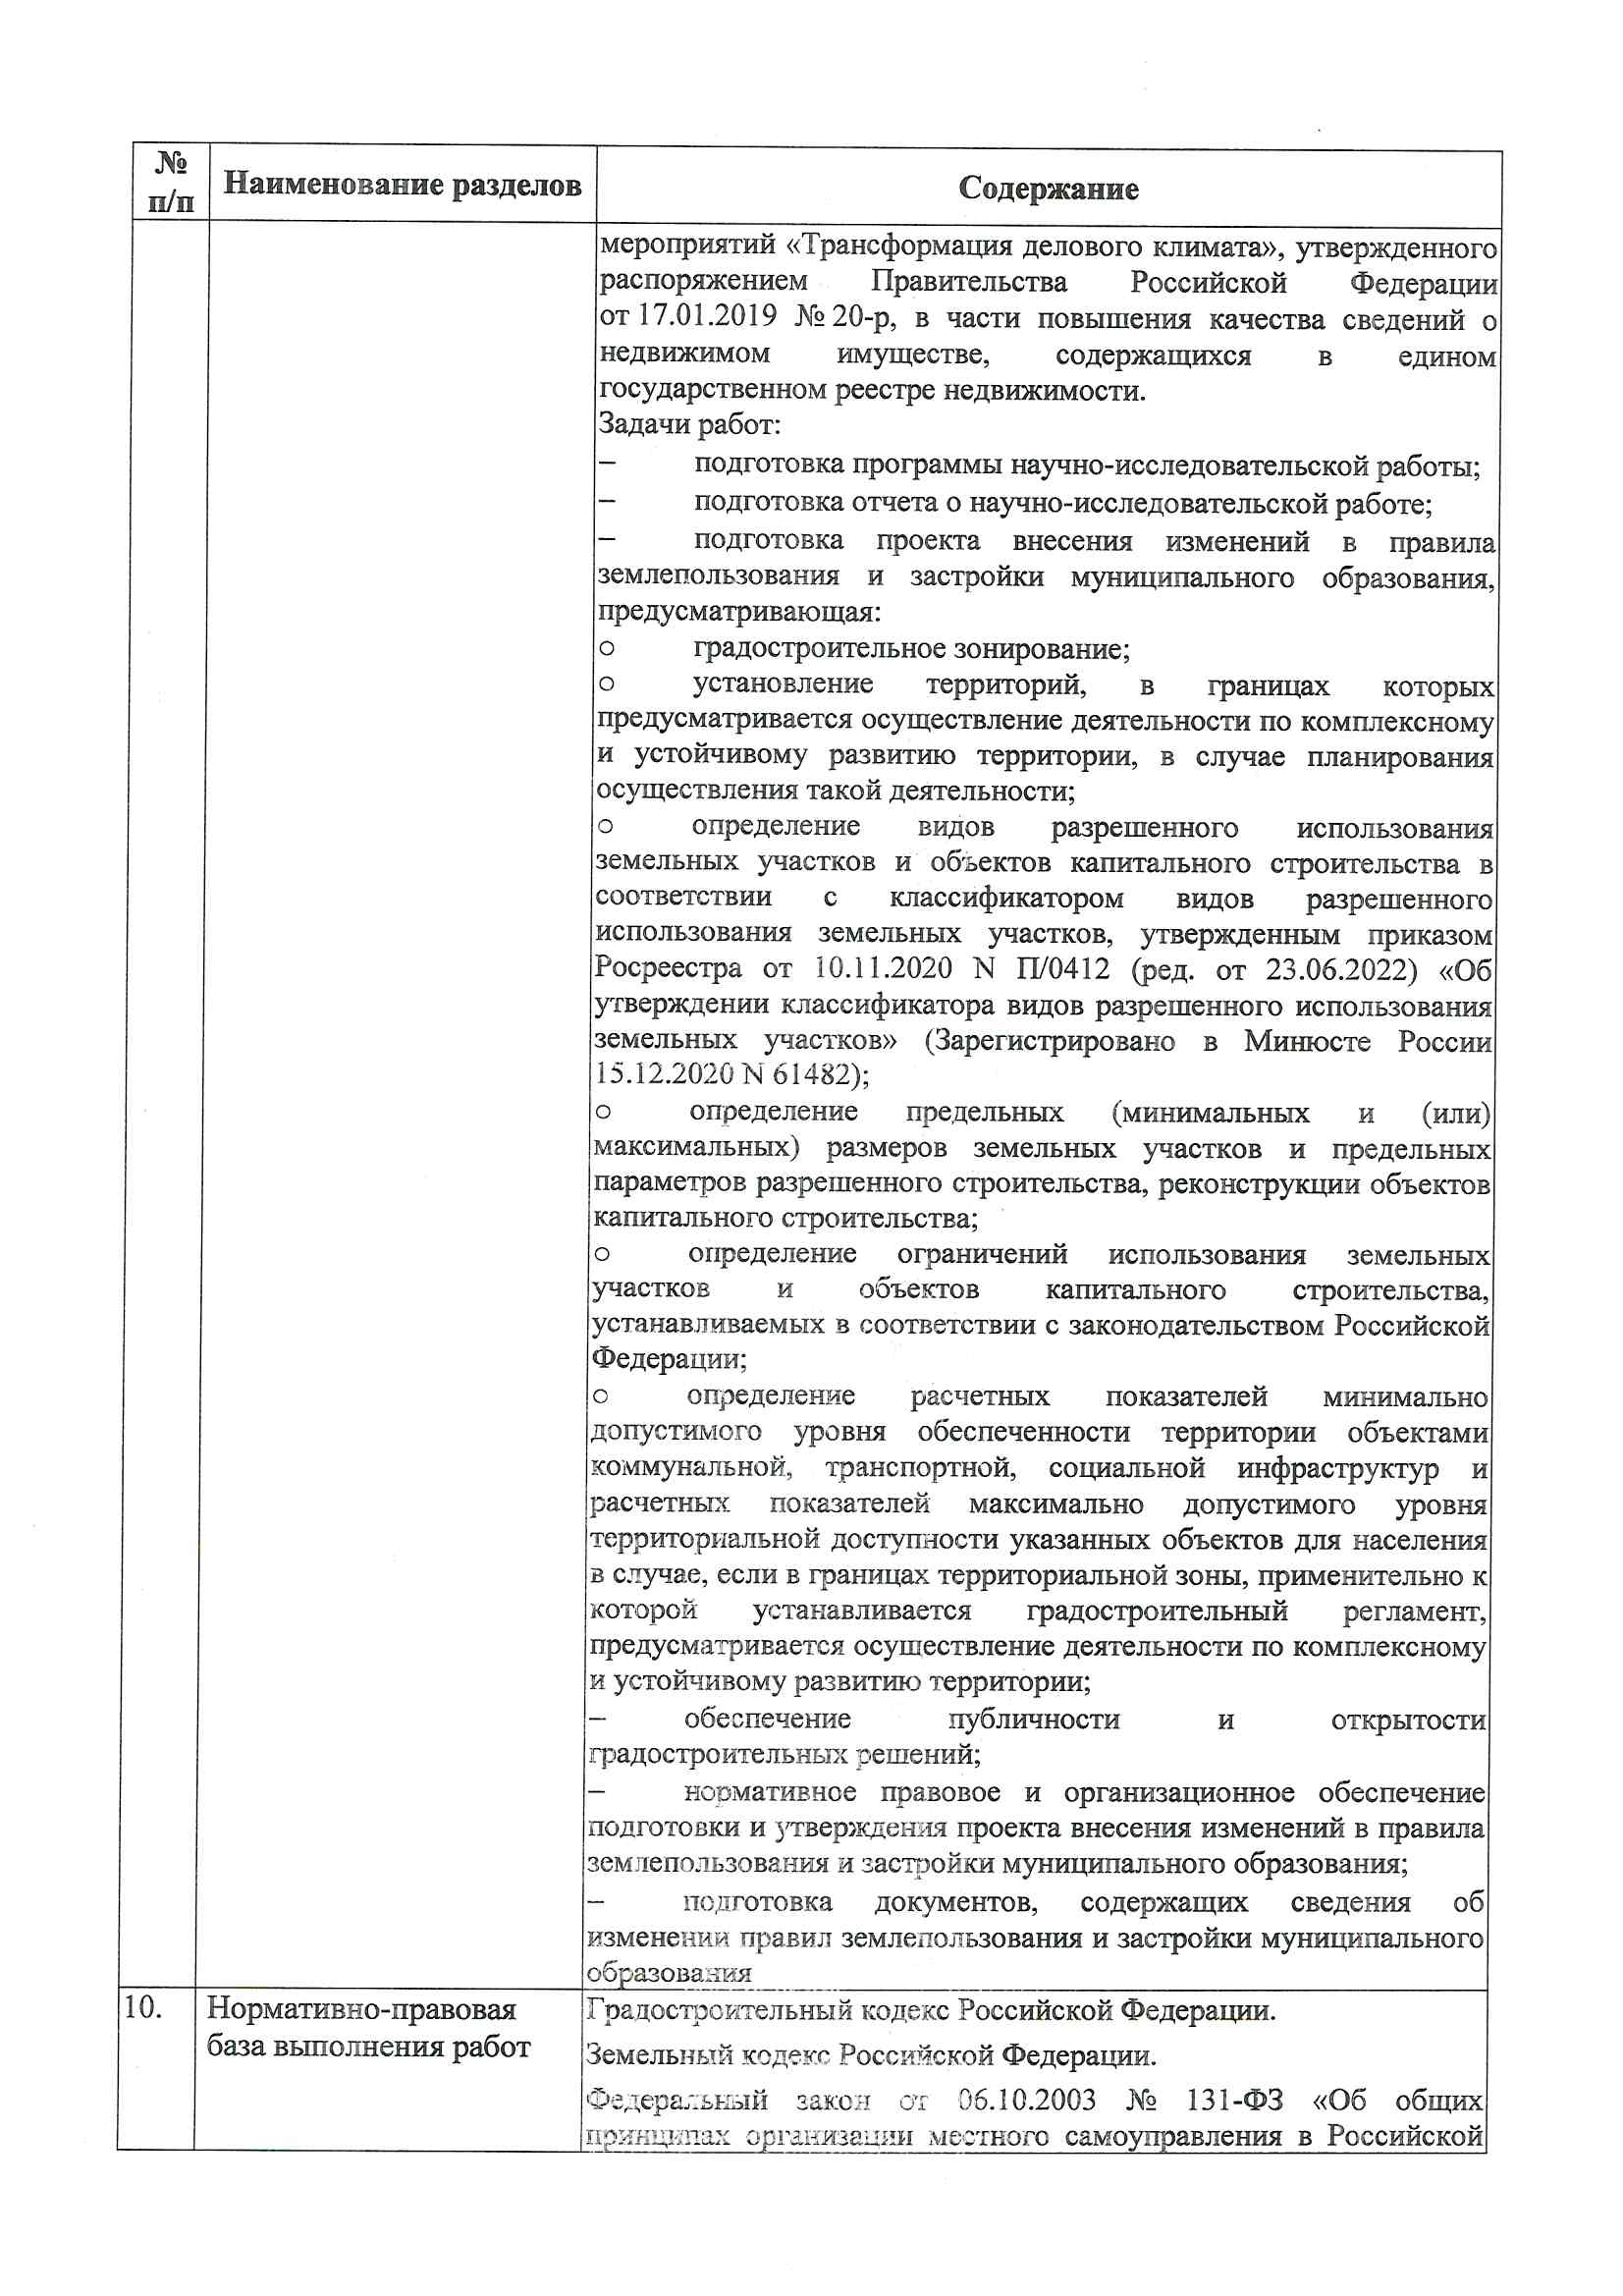 №
п/п
Наименование разделов
Содержание
мероприятий «Трансформация делового климата», утвержденного
распоряжением Правительства Российской Федерации
от 17.01.2019 № 20-р, в части повышения качества сведений о
недвижимом имуществе, содержащихся в едином
государственном реестре недвижимости.
Задачи работ:
– подготовка программы научно-исследовательской работы;
– подготовка отчета о научно-исследовательской работе;
– подготовка проекта внесения изменений в правила
землепользования и застройки муниципального образования,
предусматривающая:
o градостроительное зонирование;
o установление территорий, в границах которых
предусматривается осуществление деятельности по комплексному
и устойчивому развитию территории, в случае планирования
осуществления такой деятельности;
o определение видов разрешенного использования
земельных участков и объектов капитального строительства в
соответствии с классификатором видов разрешенного
использования земельных участков, утвержденным приказом
Росреестра от 10.11.2020 N П/0412 (ред. от 23.06.2022) «Об
утверждении классификатора видов разрешенного использования
земельных участков» (Зарегистрировано в Минюсте России
15.12.2020 N 61482);
o определение предельных (минимальных и (или)
максимальных) размеров земельных участков и предельных
параметров разрешенного строительства, реконструкции объектов
капитального строительства;
o определение ограничений использования земельных
участков и объектов капитального строительства,
устанавливаемых в соответствии с законодательством Российской
Федерации;
o определение расчетных показателей минимально
допустимого уровня обеспеченности территории объектами
коммунальной, транспортной, социальной инфраструктур и
расчетных показателей максимально допустимого уровня
территориальной доступности указанных объектов для населения
в случае, если в границах территориальной зоны, применительно к
которой устанавливается градостроительный регламент,
предусматривается осуществление деятельности по комплексному
и устойчивому развитию территории;
– обеспечение публичности и открытости
градостроительных решений;
– нормативное правовое и организационное обеспечение
подготовки и утверждения проекта внесения изменений в правила
землепользования и застройки муниципального образования;
– подготовка документов, содержащих сведения об
изменении правил землепользования и застройки муниципального
образования
10.
Нормативно-правовая
база выполнения работ
Градостроительный кодекс Российской Федерации.
Земельный кодекс Российской Федерации.
Федеральный закон от 06.10.2003 № 131-ФЗ «Об общих
принципах организации местного самоуправления в Российской